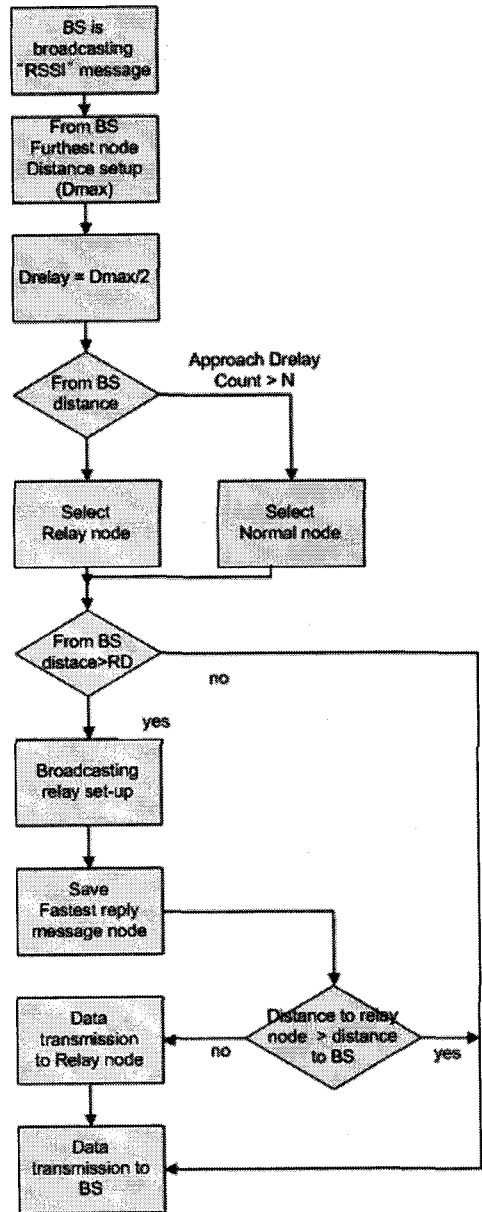 BS is
broadcasting
"RSSI" message
From BS
Furthest node
Distance setup
(Dmax)
Drelay = Dmax/2
From BS
distance
Approach Drelay
Count > N
Select
Relay node
Select
Normal node
From BS
distace>RD
no
yes
Broadcasting
relay set-up
Save
Fastest reply
message node
Distance to relay
node > distance
to BS
no
yes
Data
transmission
to Relay node
Data
transmission to
BS